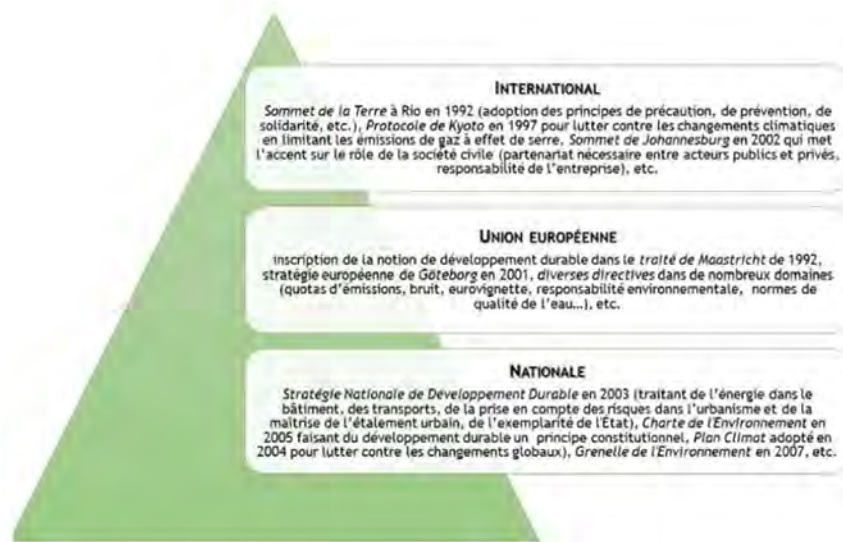 INTERNATIONAL
Sommet de la Terre à Rio en 1992 (adoption des principes de précaution, de prévention, de
solidarité, etc.), Protocole de Kyoto en 1997 pour lutter contre les changements climatiques
en limitant les émissions de gaz à effet de serre, Sommet de Johannesburg en 2002 qui met
l'accent sur le rôle de la société civile (partenariat nécessaire entre acteurs publics et privés,
responsabilité de l'entreprise), etc.
UNION EUROPÉENNE
inscription de la notion de développement durable dans le traité de Maastricht de 1992,
stratégie européenne de Göteborg en 2001, diverses directives dans de nombreux domaines
(quotas d'émissions, bruit, eurovignette, responsabilité environnementale, normes de
qualité de l'eau...), etc.
NATIONALE
Stratégie Nationale de Développement Durable en 2003 (traitant de l'énergie dans le
bâtiment, des transports, de la prise en compte des risques dans l'urbanisme et de la
maîtrise de l'étalement urbain, de l'exemplarité de l'État), Charte de l'Environnement en
2005 faisant du développement durable un principe constitutionnel, Plan Climat adopté en
2004 pour lutter contre les changements globaux), Grenelle de l'Environnement en 2007, etc.